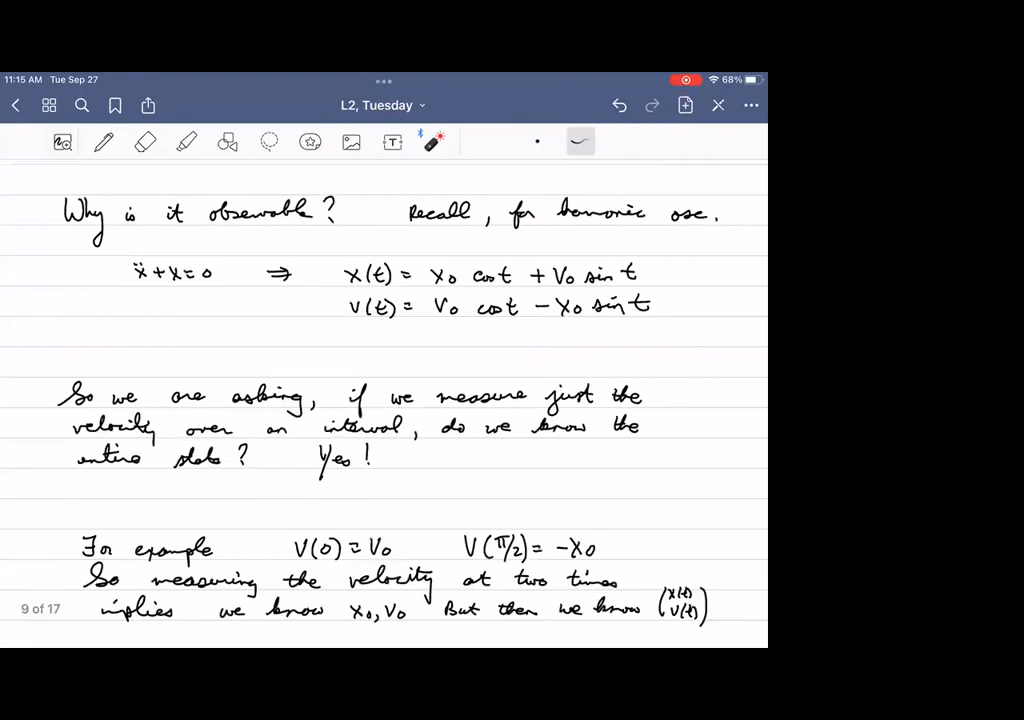 11:15 AM Tue Sep 27
68%
L2, Tuesday
Why is it observable? Recall, for harmonic osc.
ẍ+x=0 ⇒ x(t) = x0 cos t + v0 sin t
v(t) = v0 cos t − x0 sin t
So we are asking, if we measure just the
velocity over an interval, do we know the
entire state? Yes!
For example v(0) = v0 v(π/2) = −x0
So measuring the velocity at two times
9 of 17 implies we know x0, v0 But then we know (x(t) v(t))